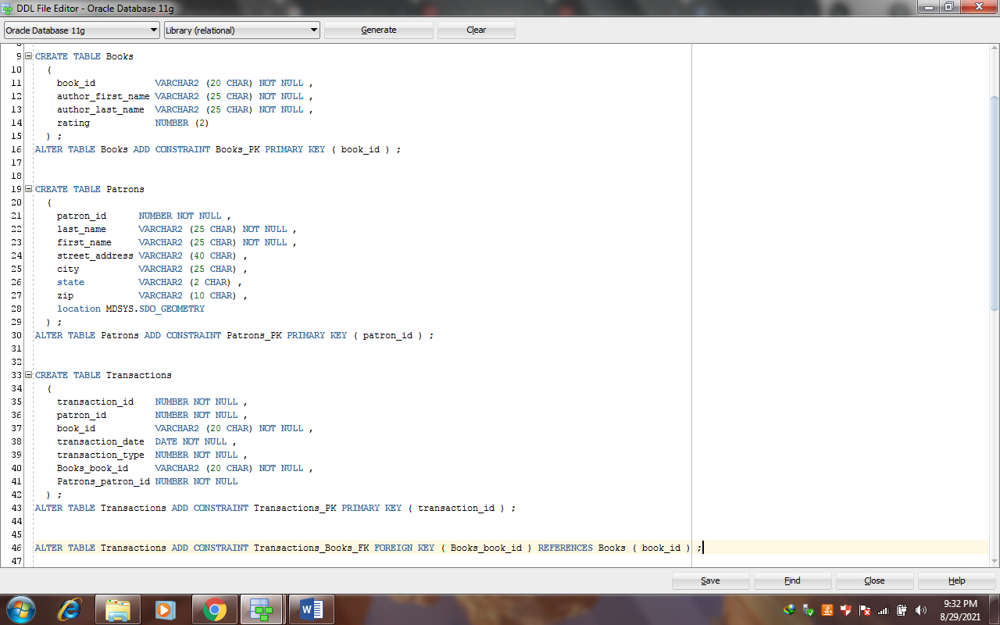 DDL File Editor - Oracle Database 11g
Oracle Database 11g Library (relational) Generate Clear
9 CREATE TABLE Books
10 (
11 book_id VARCHAR2 (20 CHAR) NOT NULL ,
12 author_first_name VARCHAR2 (25 CHAR) NOT NULL ,
13 author_last_name VARCHAR2 (25 CHAR) NOT NULL ,
14 rating NUMBER (2)
15 ) ;
16 ALTER TABLE Books ADD CONSTRAINT Books_PK PRIMARY KEY ( book_id ) ;
17
18
19 CREATE TABLE Patrons
20 (
21 patron_id NUMBER NOT NULL ,
22 last_name VARCHAR2 (25 CHAR) NOT NULL ,
23 first_name VARCHAR2 (25 CHAR) NOT NULL ,
24 street_address VARCHAR2 (40 CHAR) ,
25 city VARCHAR2 (25 CHAR) ,
26 state VARCHAR2 (2 CHAR) ,
27 zip VARCHAR2 (10 CHAR) ,
28 location MDSYS.SDO_GEOMETRY
29 ) ;
30 ALTER TABLE Patrons ADD CONSTRAINT Patrons_PK PRIMARY KEY ( patron_id ) ;
31
32
33 CREATE TABLE Transactions
34 (
35 transaction_id NUMBER NOT NULL ,
36 patron_id NUMBER NOT NULL ,
37 book_id VARCHAR2 (20 CHAR) NOT NULL ,
38 transaction_date DATE NOT NULL ,
39 transaction_type NUMBER NOT NULL ,
40 Books_book_id VARCHAR2 (20 CHAR) NOT NULL ,
41 Patrons_patron_id NUMBER NOT NULL
42 ) ;
43 ALTER TABLE Transactions ADD CONSTRAINT Transactions_PK PRIMARY KEY ( transaction_id ) ;
44
45
46 ALTER TABLE Transactions ADD CONSTRAINT Transactions_Books_FK FOREIGN KEY ( Books_book_id ) REFERENCES Books ( book_id ) ;
47
Save Find Close Help
9:32 PM
8/29/2021